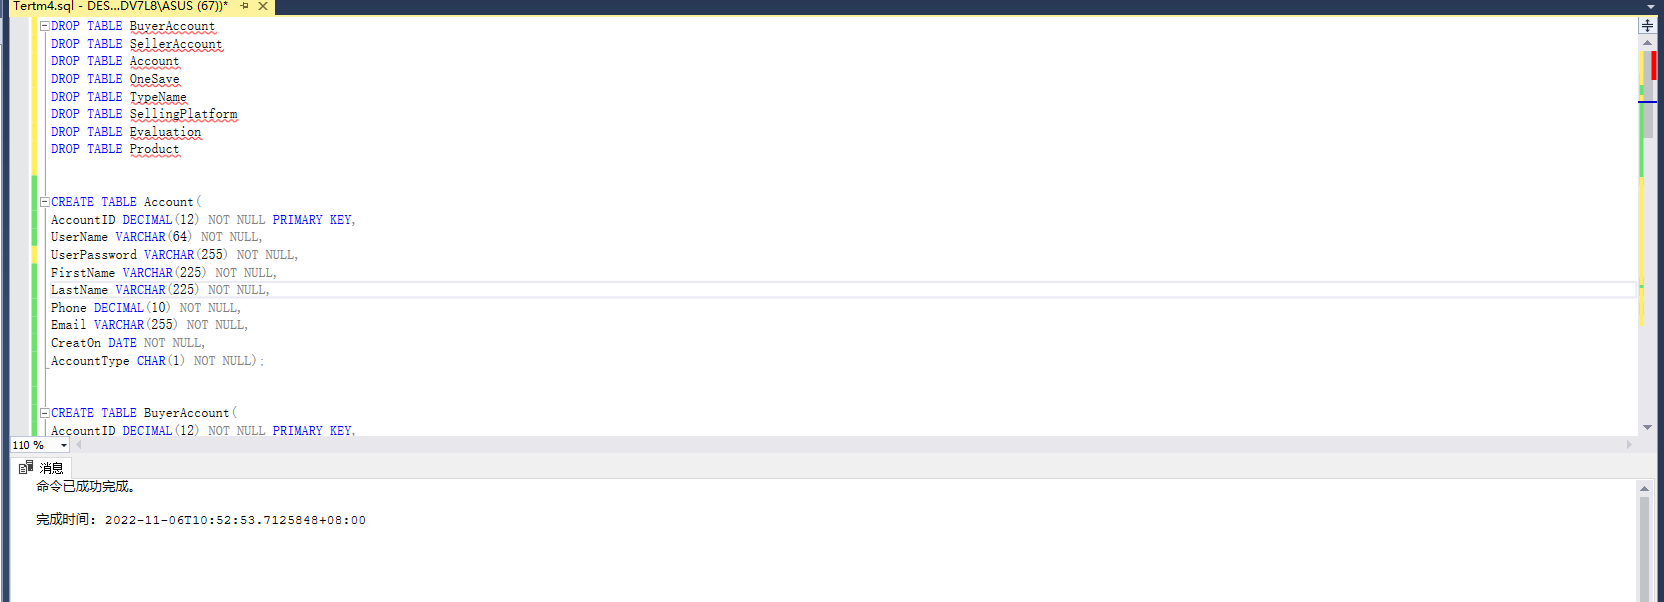 Tertm4.sql - DES...DV7L8\ASUS (67))*
DROP TABLE BuyerAccount
DROP TABLE SellerAccount
DROP TABLE Account
DROP TABLE OneSave
DROP TABLE TypeName
DROP TABLE SellingPlatform
DROP TABLE Evaluation
DROP TABLE Product
CREATE TABLE Account(
AccountID DECIMAL(12) NOT NULL PRIMARY KEY,
UserName VARCHAR(64) NOT NULL,
UserPassword VARCHAR(255) NOT NULL,
FirstName VARCHAR(225) NOT NULL,
LastName VARCHAR(225) NOT NULL,
Phone DECIMAL(10) NOT NULL,
Email VARCHAR(255) NOT NULL,
CreatOn DATE NOT NULL,
AccountType CHAR(1) NOT NULL);
CREATE TABLE BuyerAccount(
AccountID DECIMAL(12) NOT NULL PRIMARY KEY,
110 %
消息
命令已成功完成。
完成时间: 2022-11-06T10:52:53.7125848+08:00